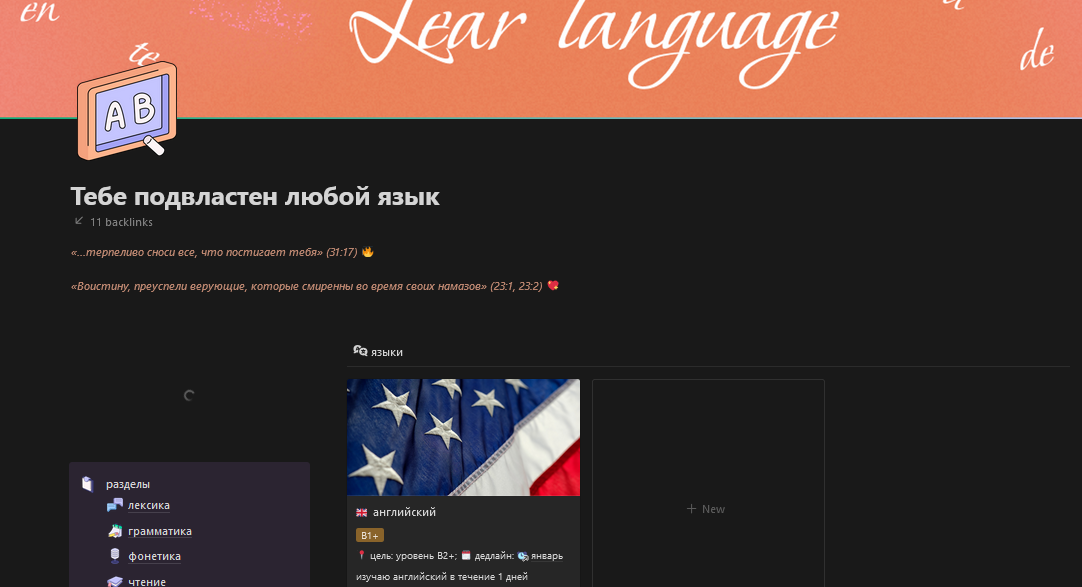 en
Lear language
te
de
A B
Тебе подвластен любой язык
11 backlinks
«...терпеливо сноси все, что постигает тебя» (31:17)
«Воистину, преуспели верующие, которые смиренны во время своих намазов» (23:1, 23:2)
языки
разделы
лексика
грамматика
фонетика
чтение
английский
B1+
цель: уровень B2+; дедлайн: январь
изучаю английский в течение 1 дней
+ New